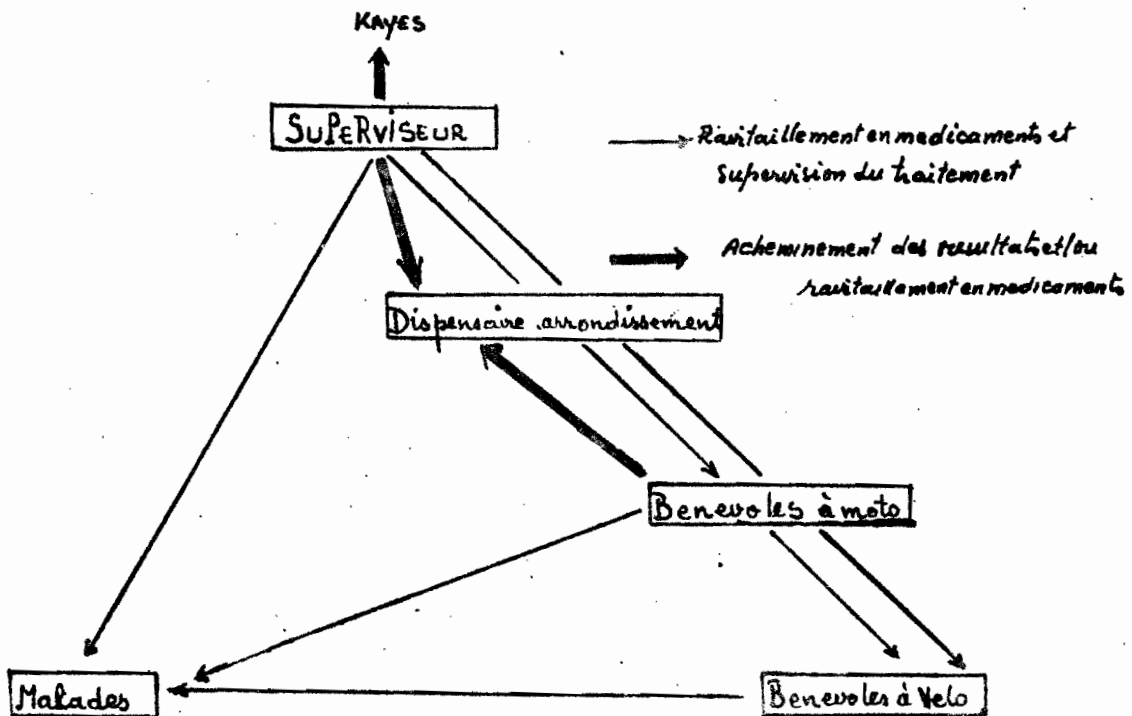 KAYES
SUPERVISEUR
Ravitaillement en medicaments et
Supervision du traitement
Acheminement des resultats et/ou
ravitaillement en medicaments
Dispensaire arrondissement
Benevoles à moto
Malades
Benevoles à Velo